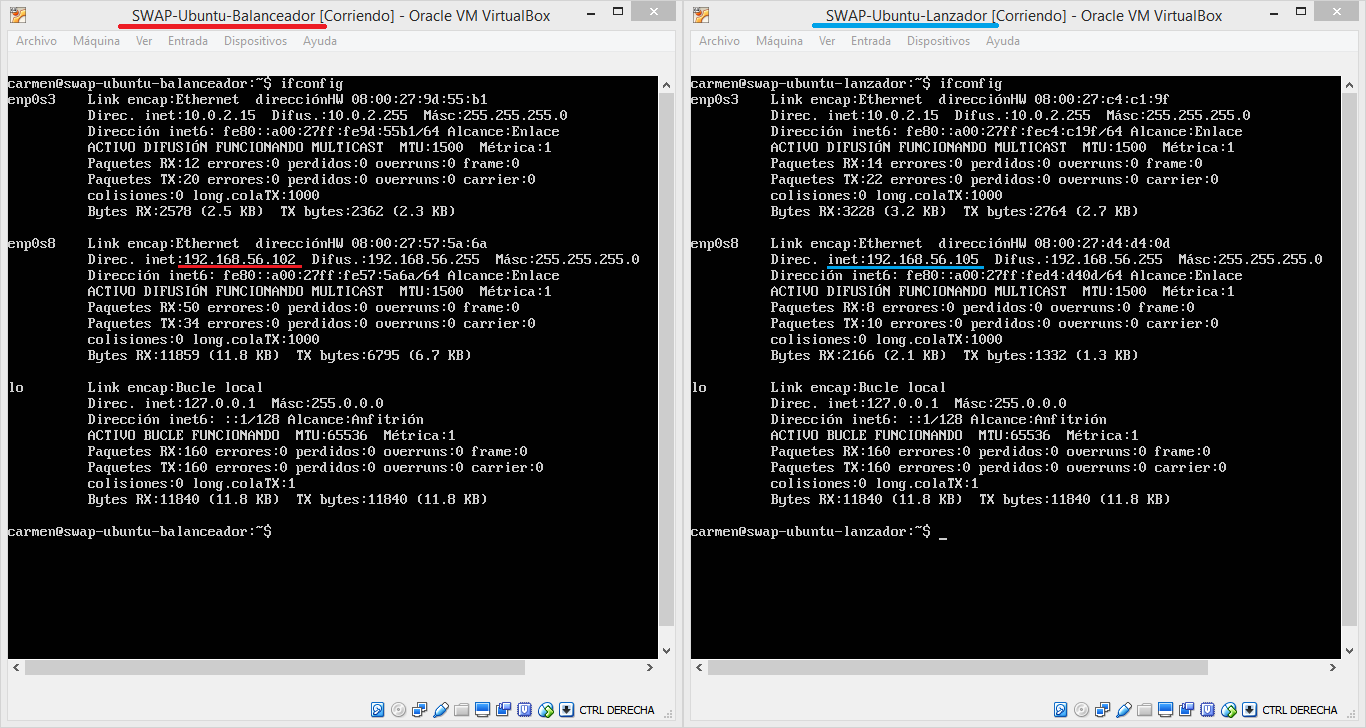 SWAP-Ubuntu-Balanceador [Corriendo] - Oracle VM VirtualBox
Archivo Máquina Ver Entrada Dispositivos Ayuda
carmen@swap-ubuntu-balanceador:~$ ifconfig
enp0s3 Link encap:Ethernet direcciónHW 08:00:27:9d:55:b1
Direc. inet:10.0.2.15 Difus.:10.0.2.255 Másc:255.255.255.0
Dirección inet6: fe80::a00:27ff:fe9d:55b1/64 Alcance:Enlace
ACTIVO DIFUSIÓN FUNCIONANDO MULTICAST MTU:1500 Métrica:1
Paquetes RX:12 errores:0 perdidos:0 overruns:0 frame:0
Paquetes TX:20 errores:0 perdidos:0 overruns:0 carrier:0
colisiones:0 long.colaTX:1000
Bytes RX:2578 (2.5 KB) TX bytes:2362 (2.3 KB)
enp0s8 Link encap:Ethernet direcciónHW 08:00:27:57:5a:6a
Direc. inet:192.168.56.102 Difus.:192.168.56.255 Másc:255.255.255.0
Dirección inet6: fe80::a00:27ff:fe57:5a6a/64 Alcance:Enlace
ACTIVO DIFUSIÓN FUNCIONANDO MULTICAST MTU:1500 Métrica:1
Paquetes RX:50 errores:0 perdidos:0 overruns:0 frame:0
Paquetes TX:34 errores:0 perdidos:0 overruns:0 carrier:0
colisiones:0 long.colaTX:1000
Bytes RX:11859 (11.8 KB) TX bytes:6795 (6.7 KB)
lo Link encap:Bucle local
Direc. inet:127.0.0.1 Másc:255.0.0.0
Dirección inet6: ::1/128 Alcance:Anfitrión
ACTIVO BUCLE FUNCIONANDO MTU:65536 Métrica:1
Paquetes RX:160 errores:0 perdidos:0 overruns:0 frame:0
Paquetes TX:160 errores:0 perdidos:0 overruns:0 carrier:0
colisiones:0 long.colaTX:1
Bytes RX:11840 (11.8 KB) TX bytes:11840 (11.8 KB)
carmen@swap-ubuntu-balanceador:~$
CTRL DERECHA
SWAP-Ubuntu-Lanzador [Corriendo] - Oracle VM VirtualBox
Archivo Máquina Ver Entrada Dispositivos Ayuda
carmen@swap-ubuntu-lanzador:~$ ifconfig
enp0s3 Link encap:Ethernet direcciónHW 08:00:27:c4:c1:9f
Direc. inet:10.0.2.15 Difus.:10.0.2.255 Másc:255.255.255.0
Dirección inet6: fe80::a00:27ff:fec4:c19f/64 Alcance:Enlace
ACTIVO DIFUSIÓN FUNCIONANDO MULTICAST MTU:1500 Métrica:1
Paquetes RX:14 errores:0 perdidos:0 overruns:0 frame:0
Paquetes TX:22 errores:0 perdidos:0 overruns:0 carrier:0
colisiones:0 long.colaTX:1000
Bytes RX:3228 (3.2 KB) TX bytes:2764 (2.7 KB)
enp0s8 Link encap:Ethernet direcciónHW 08:00:27:d4:d4:0d
Direc. inet:192.168.56.105 Difus.:192.168.56.255 Másc:255.255.255.0
Dirección inet6: fe80::a00:27ff:fed4:d40d/64 Alcance:Enlace
ACTIVO DIFUSIÓN FUNCIONANDO MULTICAST MTU:1500 Métrica:1
Paquetes RX:8 errores:0 perdidos:0 overruns:0 frame:0
Paquetes TX:10 errores:0 perdidos:0 overruns:0 carrier:0
colisiones:0 long.colaTX:1000
Bytes RX:2166 (2.1 KB) TX bytes:1332 (1.3 KB)
lo Link encap:Bucle local
Direc. inet:127.0.0.1 Másc:255.0.0.0
Dirección inet6: ::1/128 Alcance:Anfitrión
ACTIVO BUCLE FUNCIONANDO MTU:65536 Métrica:1
Paquetes RX:160 errores:0 perdidos:0 overruns:0 frame:0
Paquetes TX:160 errores:0 perdidos:0 overruns:0 carrier:0
colisiones:0 long.colaTX:1
Bytes RX:11840 (11.8 KB) TX bytes:11840 (11.8 KB)
carmen@swap-ubuntu-lanzador:~$ _
CTRL DERECHA